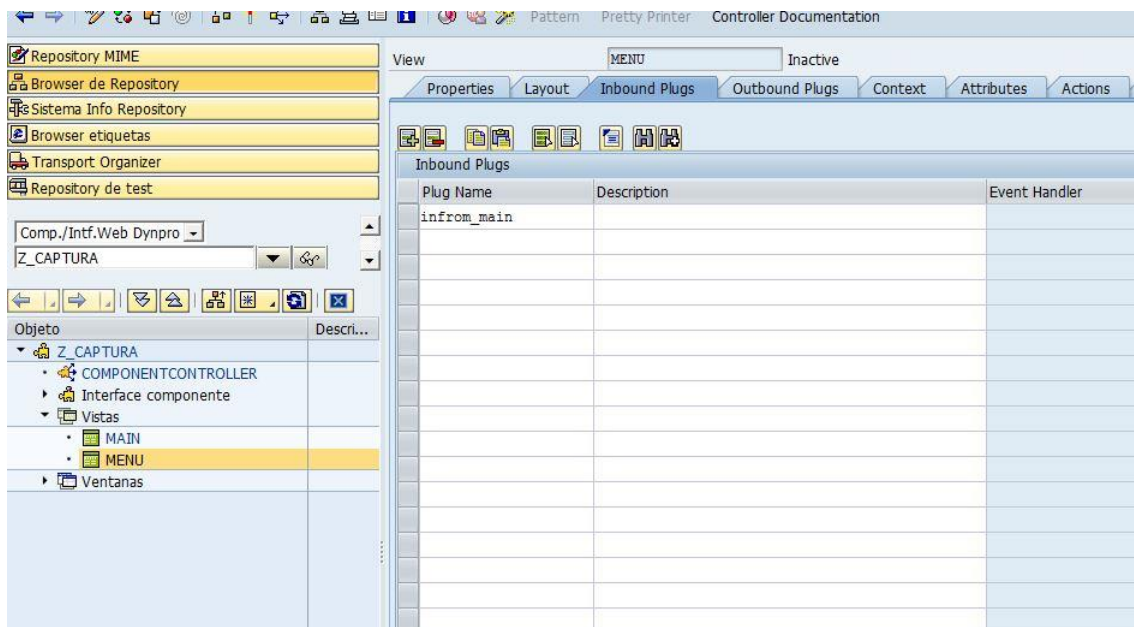 Pattern Pretty Printer Controller Documentation
Repository MIME
Browser de Repository
Sistema Info Repository
Browser etiquetas
Transport Organizer
Repository de test
Comp./Intf.Web Dynpro
Z_CAPTURA
Objeto Descri...
Z_CAPTURA
COMPONENTCONTROLLER
Interface componente
Vistas
MAIN
MENU
Ventanas
View MENU Inactive
Properties Layout Inbound Plugs Outbound Plugs Context Attributes Actions
Inbound Plugs
Plug Name Description Event Handler
infrom_main